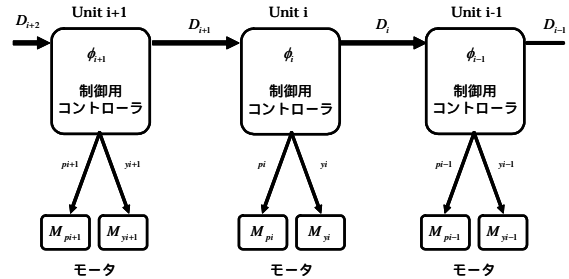 Unit i+1
Unit i
Unit i-1
D_{i+2}
D_{i+1}
D_i
D_{i-1}
ϕ_{i+1}
制御用
コントローラ
ϕ_i
制御用
コントローラ
ϕ_{i-1}
制御用
コントローラ
pi+1
yi+1
pi
yi
pi-1
yi-1
M_{pi+1}
M_{yi+1}
M_{pi}
M_{yi}
M_{pi-1}
M_{yi-1}
モータ
モータ
モータ